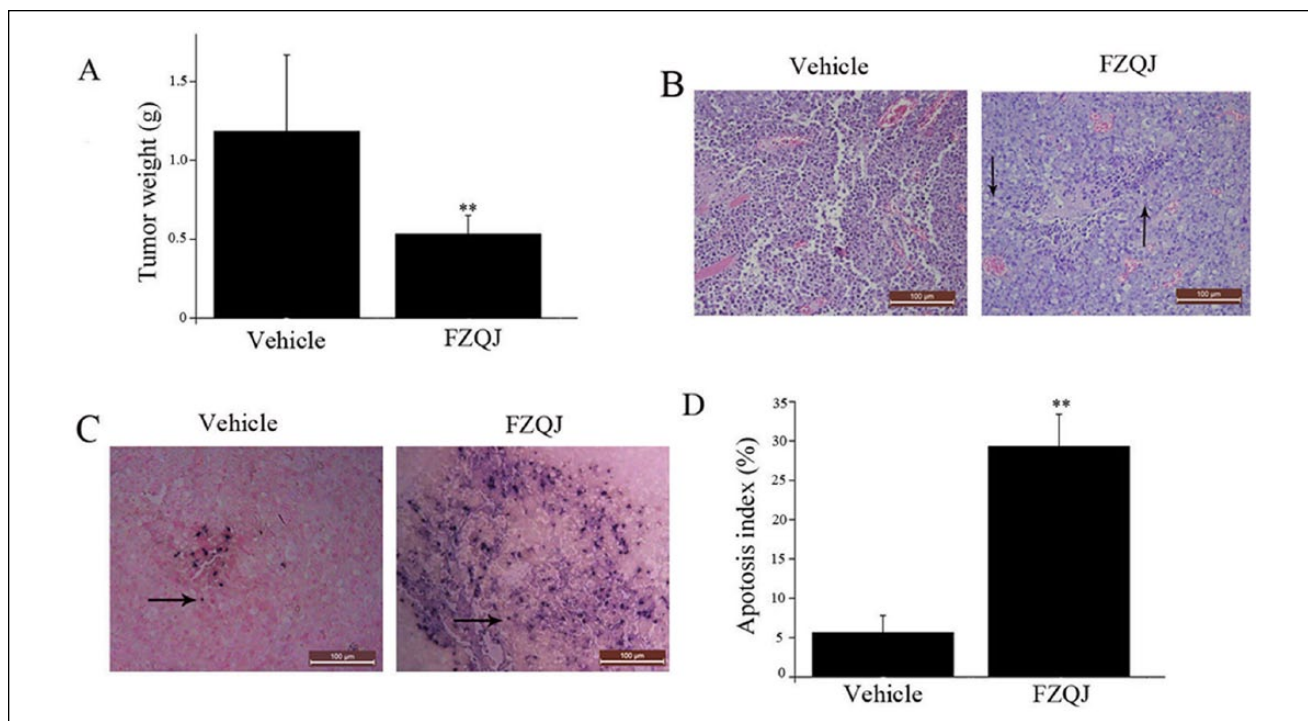 A
Tumor weight (g)
1.5
1.0
0.5
0
**
Vehicle
FZQJ
B
Vehicle
FZQJ
100 µm
100 µm
C
Vehicle
FZQJ
100 µm
100 µm
D
Apotosis index (%)
35
30
25
20
15
10
5
0
**
Vehicle
FZQJ